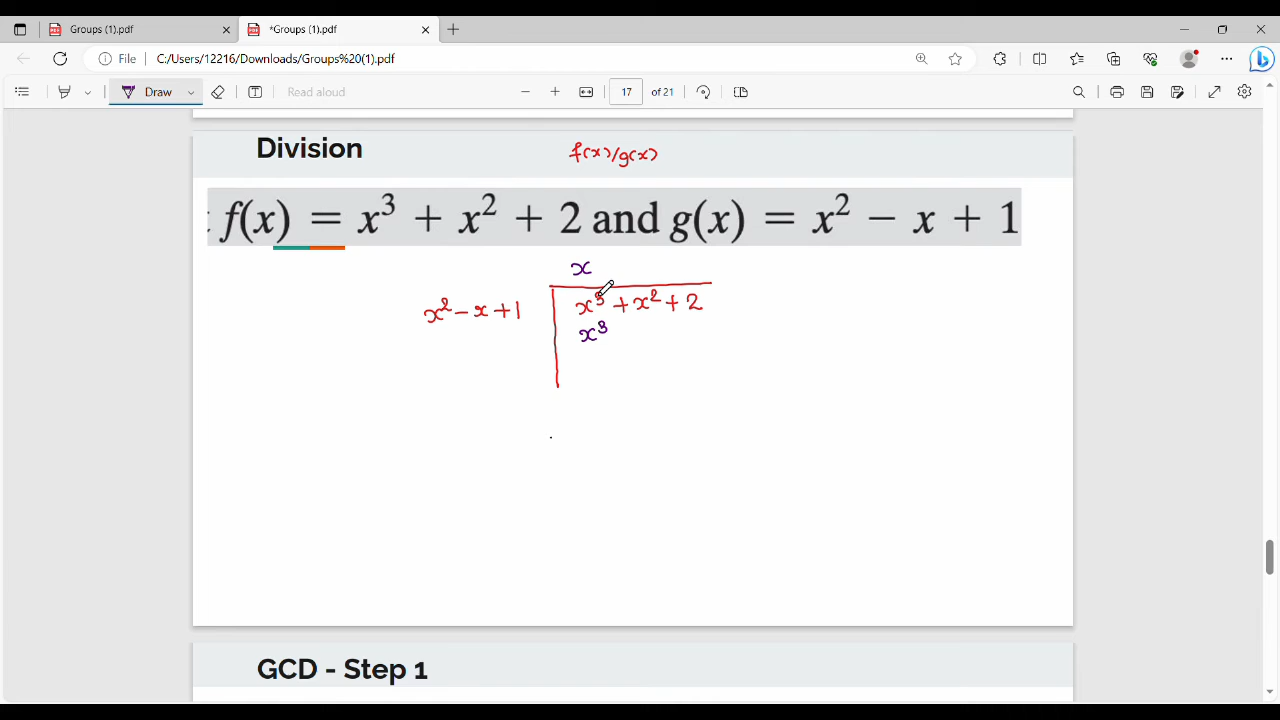 Groups (1).pdf
*Groups (1).pdf
File
C:/Users/12216/Downloads/Groups%20(1).pdf
Draw
Read aloud
17
of 21
Division
f(x)/g(x)
f(x) = x³ + x² + 2 and g(x) = x² − x + 1
x
x² − x + 1
x³ + x² + 2
x³
GCD - Step 1